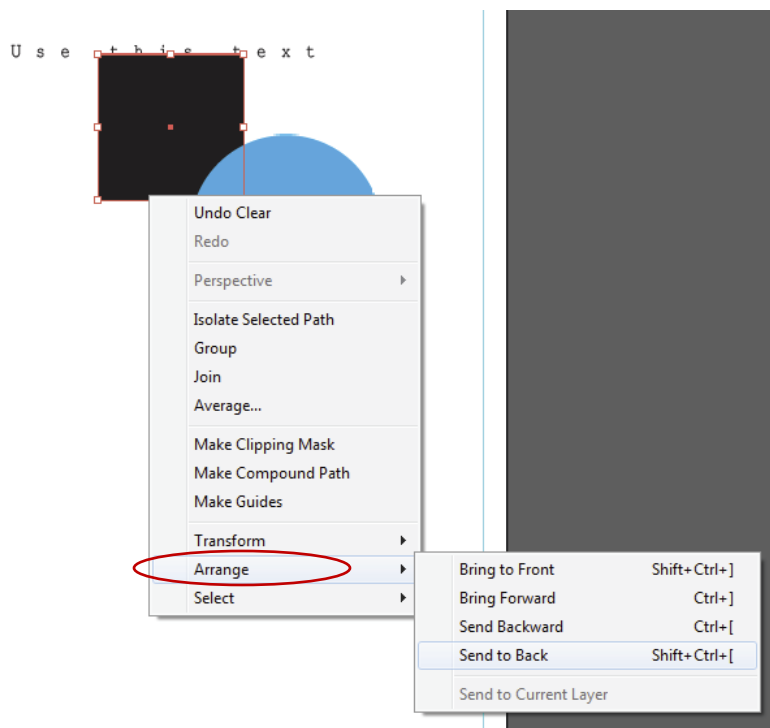 Use this text
Undo Clear
Redo
Perspective
Isolate Selected Path
Group
Join
Average...
Make Clipping Mask
Make Compound Path
Make Guides
Transform
Arrange
Select
Bring to Front Shift+Ctrl+]
Bring Forward Ctrl+]
Send Backward Ctrl+[
Send to Back Shift+Ctrl+[
Send to Current Layer